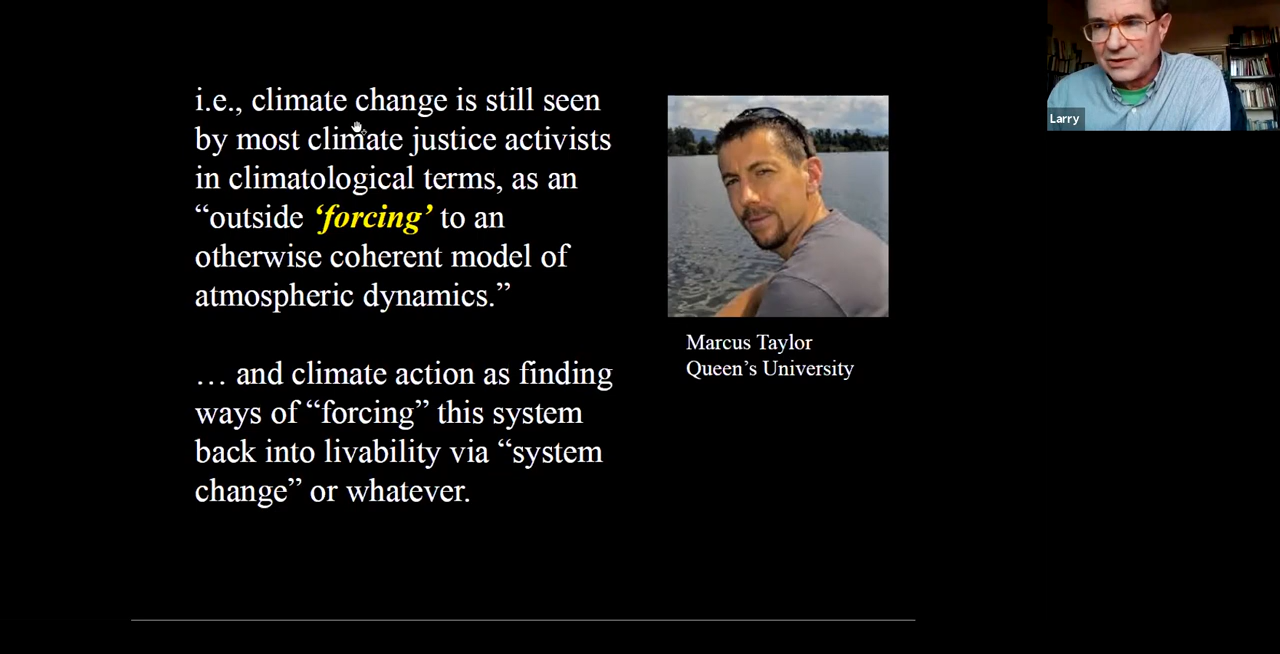 i.e., climate change is still seen
by most climate justice activists
in climatological terms, as an
“outside ‘forcing’ to an
otherwise coherent model of
atmospheric dynamics.”
… and climate action as finding
ways of “forcing” this system
back into livability via “system
change” or whatever.
Marcus Taylor
Queen’s University
Larry